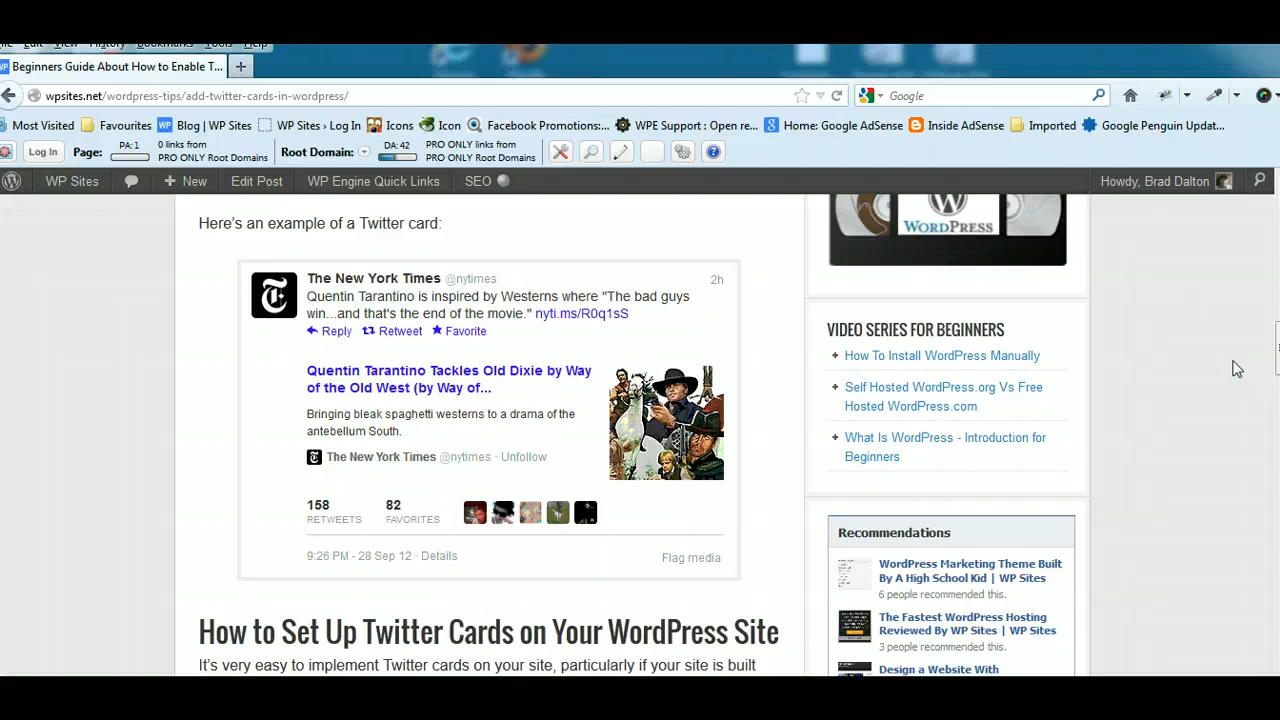 File Edit View History Bookmarks Tools Help
WP Beginners Guide About How to Enable T... +
wpsites.net/wordpress-tips/add-twitter-cards-in-wordpress/
Google
Most Visited Favourites WP Blog | WP Sites WP Sites › Log In Icons Icon Facebook Promotions:... WPE Support : Open re... Home: Google AdSense Inside AdSense Imported Google Penguin Updat...
Log In Page: PA: 1 0 links from PRO ONLY Root Domains Root Domain: DA: 42 PRO ONLY links from PRO ONLY Root Domains
WP Sites + New Edit Post WP Engine Quick Links SEO Howdy, Brad Dalton
Here's an example of a Twitter card:
The New York Times @nytimes 2h
Quentin Tarantino is inspired by Westerns where "The bad guys
win...and that's the end of the movie." nyti.ms/R0q1sS
Reply Retweet Favorite
Quentin Tarantino Tackles Old Dixie by Way
of the Old West (by Way of...
Bringing bleak spaghetti westerns to a drama of the
antebellum South.
The New York Times @nytimes · Unfollow
158 82
RETWEETS FAVORITES
9:26 PM - 28 Sep 12 · Details Flag media
How to Set Up Twitter Cards on Your WordPress Site
It's very easy to implement Twitter cards on your site, particularly if your site is built
WORDPRESS
VIDEO SERIES FOR BEGINNERS
How To Install WordPress Manually
Self Hosted WordPress.org Vs Free
Hosted WordPress.com
What Is WordPress - Introduction for
Beginners
Recommendations
WordPress Marketing Theme Built
By A High School Kid | WP Sites
6 people recommended this.
The Fastest WordPress Hosting
Reviewed By WP Sites | WP Sites
3 people recommended this.
Design a Website With